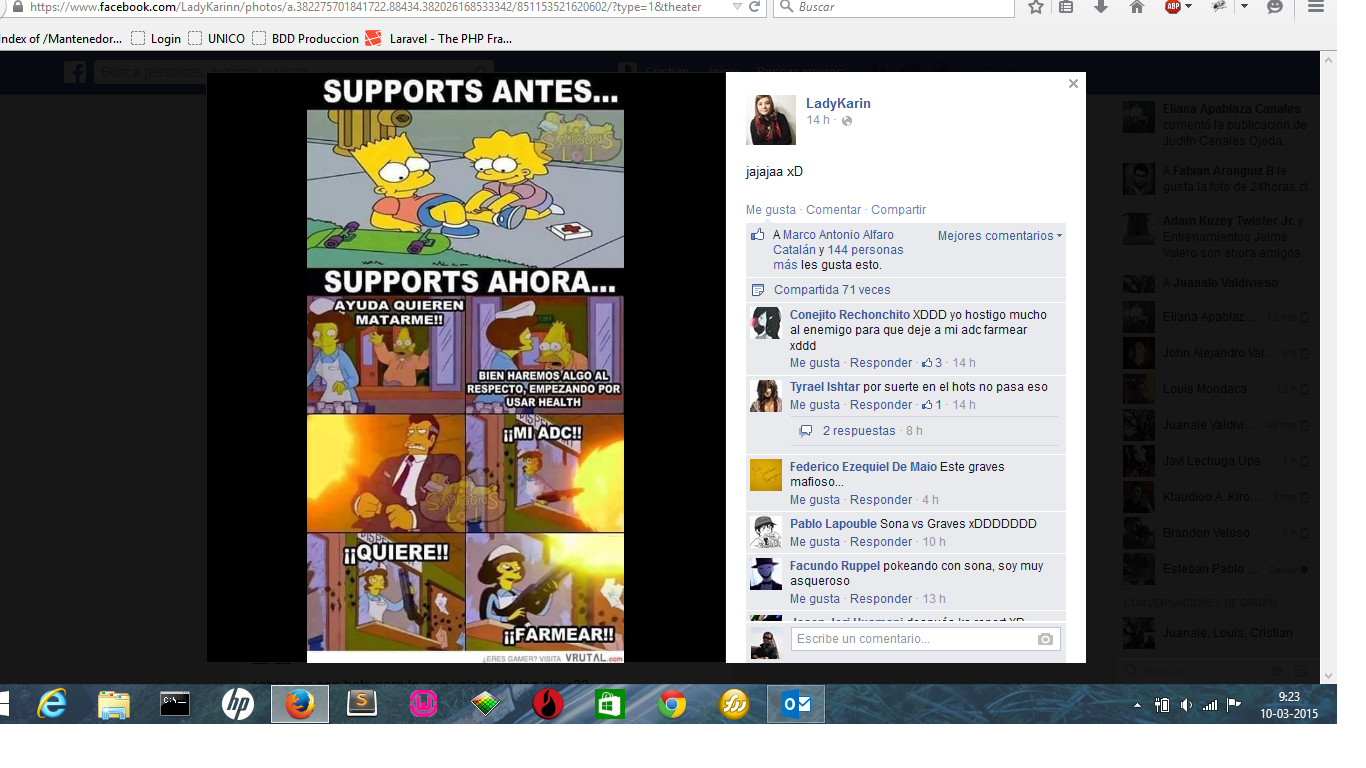 https://www.facebook.com/LadyKarinn/photos/a.382275701841722.88434.382026168533342/851153521620602/?type=1&theater
Buscar
ABP
ndex of /Mantenedor...
Login
UNICO
BDD Produccion
Laravel - The PHP Fra...
SUPPORTS ANTES...
LOS SIMPSONS LOL
SUPPORTS AHORA...
AYUDA QUIEREN
MATARME!!
BIEN HAREMOS ALGO AL
RESPECTO, EMPEZANDO POR
USAR HEALTH
¡¡MI ADC!!
¡¡QUIERE!!
¡¡FARMEAR!!
¿ERES GAMER? VISITA VRUTAL.com
LadyKarin
14 h ·
jajajaa xD
Me gusta · Comentar · Compartir
A Marco Antonio Alfaro
Catalán y 144 personas
más les gusta esto.
Mejores comentarios
Compartida 71 veces
Conejito Rechonchito XDDD yo hostigo mucho
al enemigo para que deje a mi adc farmear
xddd
Me gusta · Responder · 3 · 14 h
Tyrael Ishtar por suerte en el hots no pasa eso
Me gusta · Responder · 1 · 14 h
2 respuestas · 8 h
Federico Ezequiel De Maio Este graves
mafioso...
Me gusta · Responder · 4 h
Pablo Lapouble Sona vs Graves xDDDDDDD
Me gusta · Responder · 10 h
Facundo Ruppel pokeando con sona, soy muy
asqueroso
Me gusta · Responder · 13 h
Escribe un comentario...
Eliana Apablaza Canales
comentó la publicación de
Judith Canales Ojeda.
A Fabian Aranguiz B le
gusta la foto de 24horas.cl.
Adam Kuzey Twister Jr. y
Entrenamientos Jaime
Valero son ahora amigos.
A Juanale Valdivieso
Eliana Apablaz...
John Alejandro Var...
Louis Mondaca
Juanale Valdivi...
Javi Lechuga Ups
Klaudioo A. Kiro...
Brandon Veloso
Esteban Pablo ...
CONVERSACIONES DE GRUPO
Juanale, Louis, Cristian
C:\_
hp
S
9:23
10-03-2015